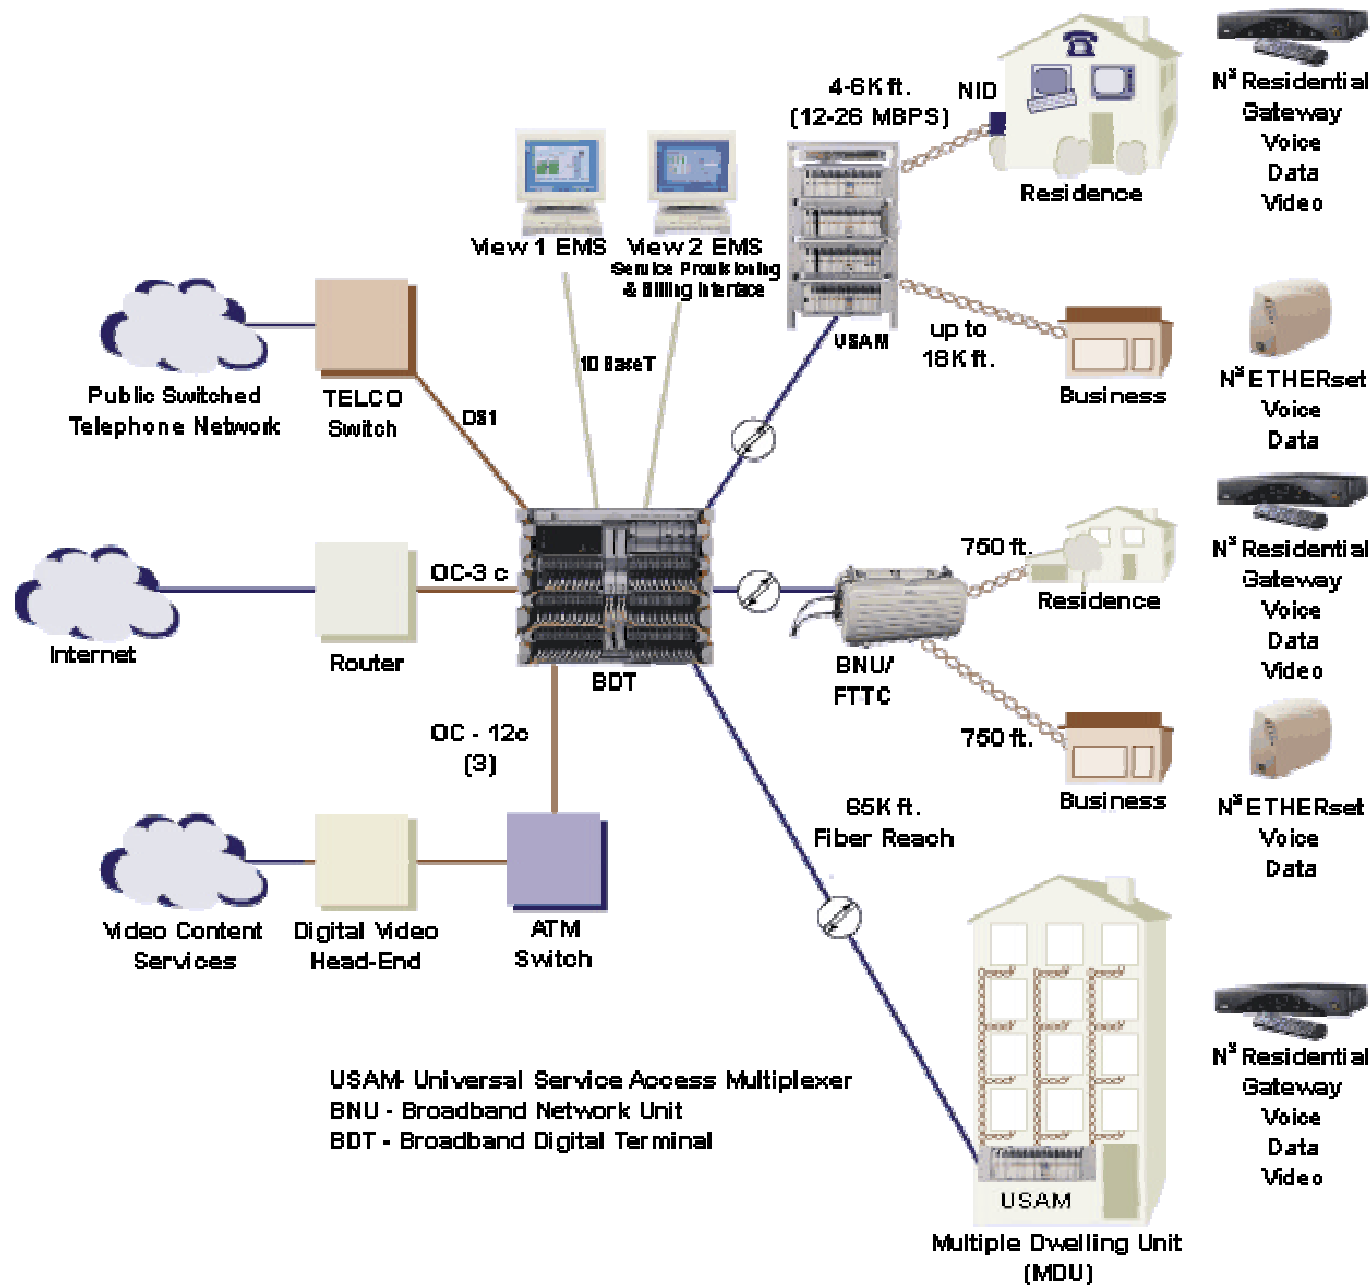 4-6K ft.
(12-26 MBPS)
NID
Residence
N³ Residential
Gateway
Voice
Data
Video
View 1 EMS
View 2 EMS
Service Provisioning
& Billing Interface
10 BaseT
USAM
up to
18K ft.
Business
N³ ETHERset
Voice
Data
Public Switched
Telephone Network
TELCO
Switch
DS1
Internet
Router
OC-3 c
BDT
BNU/
FTTC
750 ft.
Residence
N³ Residential
Gateway
Voice
Data
Video
750 ft.
Business
N³ ETHERset
Voice
Data
OC - 12c
(3)
65K ft.
Fiber Reach
Video Content
Services
Digital Video
Head-End
ATM
Switch
USAM- Universal Service Access Multiplexer
BNU - Broadband Network Unit
BDT - Broadband Digital Terminal
USAM
Multiple Dwelling Unit
(MDU)
N³ Residential
Gateway
Voice
Data
Video